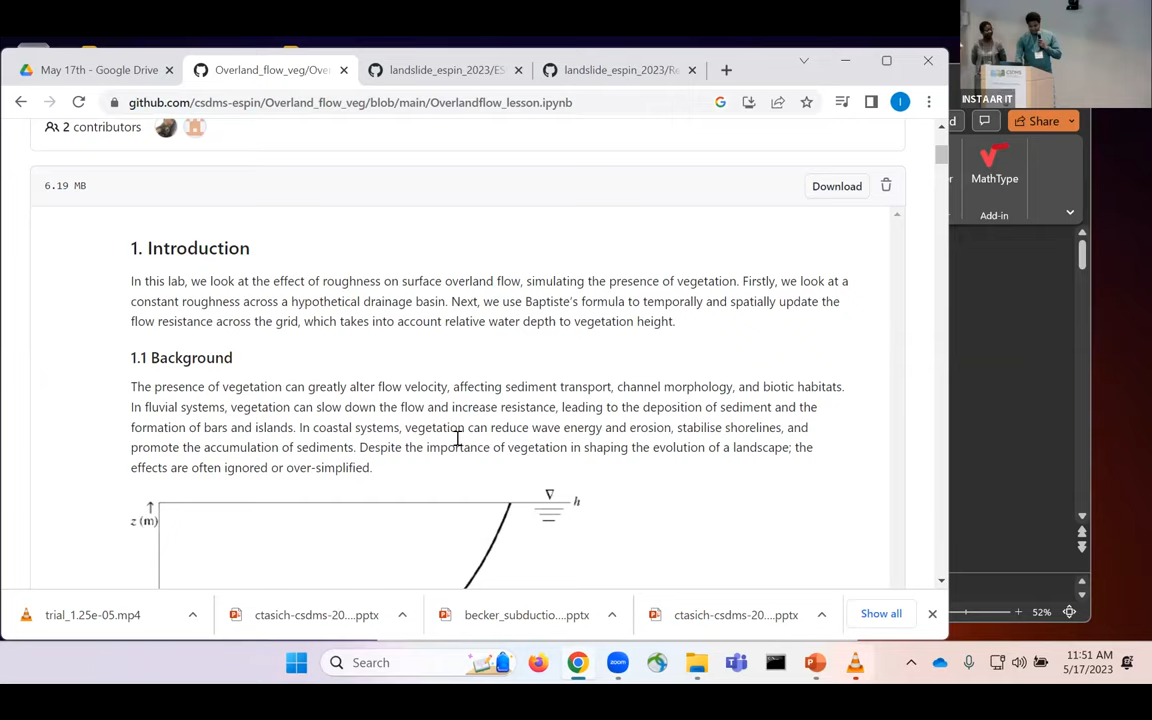 May 17th - Google Drive
Overland_flow_veg/Over
landslide_espin_2023/ES
landslide_espin_2023/Re
github.com/csdms-espin/Overland_flow_veg/blob/main/Overlandflow_lesson.ipynb
2 contributors
6.19 MB
Download
1. Introduction
In this lab, we look at the effect of roughness on surface overland flow, simulating the presence of vegetation. Firstly, we look at a
constant roughness across a hypothetical drainage basin. Next, we use Baptiste's formula to temporally and spatially update the
flow resistance across the grid, which takes into account relative water depth to vegetation height.
1.1 Background
The presence of vegetation can greatly alter flow velocity, affecting sediment transport, channel morphology, and biotic habitats.
In fluvial systems, vegetation can slow down the flow and increase resistance, leading to the deposition of sediment and the
formation of bars and islands. In coastal systems, vegetation can reduce wave energy and erosion, stabilise shorelines, and
promote the accumulation of sediments. Despite the importance of vegetation in shaping the evolution of a landscape; the
effects are often ignored or over-simplified.
z (m)
h
INSTAAR IT
d
Share
MathType
r
Add-in
52%
trial_1.25e-05.mp4
ctasich-csdms-20....pptx
becker_subductio....pptx
ctasich-csdms-20....pptx
Show all
Search
11:51 AM
5/17/2023